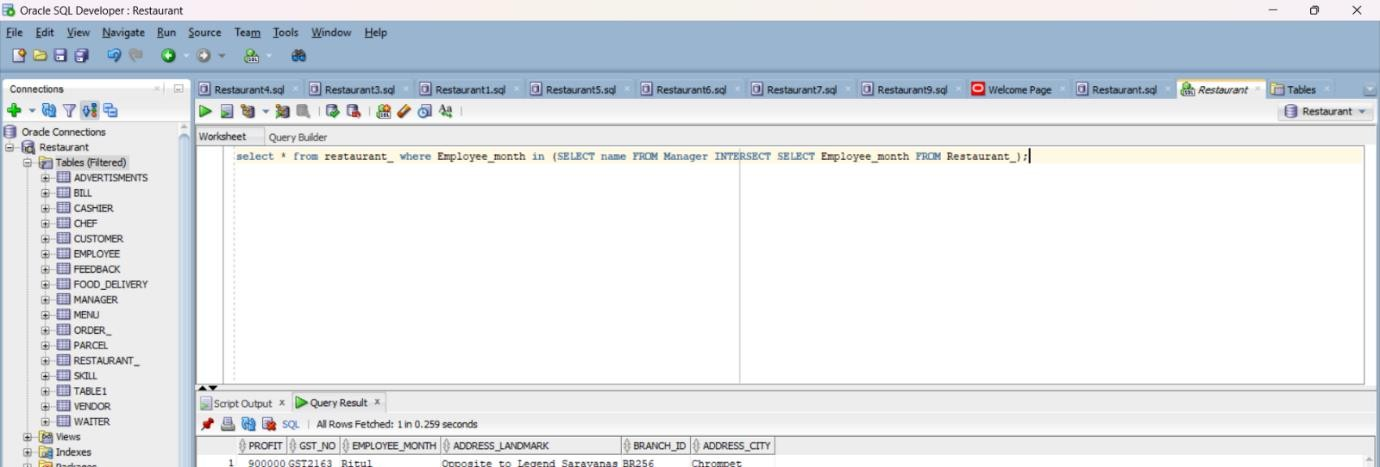 Oracle SQL Developer : Restaurant
File Edit View Navigate Run Source Team Tools Window Help
Connections
Restaurant4.sql Restaurant3.sql Restaurant1.sql Restaurant5.sql Restaurant6.sql Restaurant7.sql Restaurant9.sql Welcome Page Restaurant.sql Restaurant Tables
Restaurant
Worksheet Query Builder
select * from restaurant_ where Employee_month in (SELECT name FROM Manager INTERSECT SELECT Employee_month FROM Restaurant_);
Oracle Connections
Restaurant
Tables (Filtered)
ADVERTISMENTS
BILL
CASHIER
CHEF
CUSTOMER
EMPLOYEE
FEEDBACK
FOOD_DELIVERY
MANAGER
MENU
ORDER_
PARCEL
RESTAURANT_
SKILL
TABLE1
VENDOR
WAITER
Views
Indexes
Packages
Script Output Query Result
SQL All Rows Fetched: 1 in 0.259 seconds
PROFIT GST_NO EMPLOYEE_MONTH ADDRESS_LANDMARK BRANCH_ID ADDRESS_CITY
1 900000 GST2163 Ritul Opposite to Legend Saravanas BR256 Chrompet